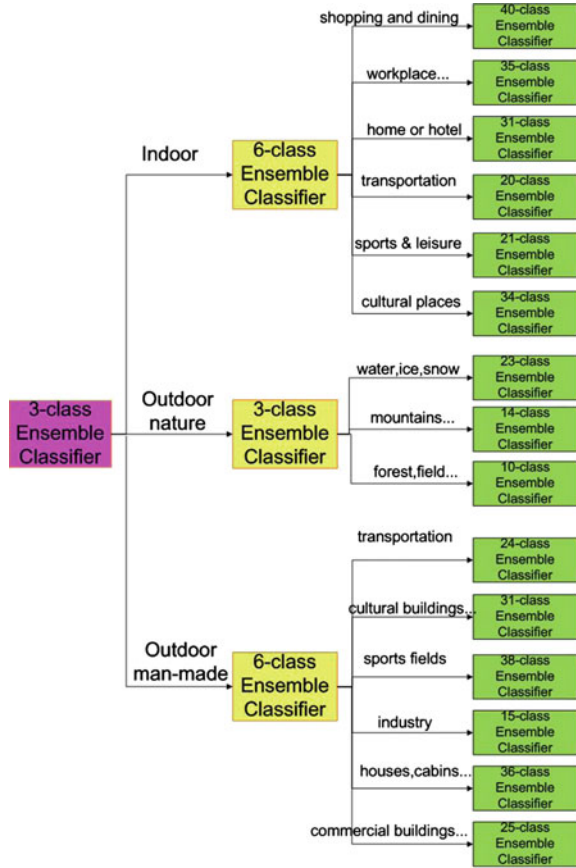 shopping and dining
40-class
Ensemble
Classifier
workplace...
35-class
Ensemble
Classifier
home or hotel
31-class
Ensemble
Classifier
Indoor
6-class
Ensemble
Classifier
transportation
20-class
Ensemble
Classifier
sports & leisure
21-class
Ensemble
Classifier
cultural places
34-class
Ensemble
Classifier
3-class
Ensemble
Classifier
Outdoor
nature
3-class
Ensemble
Classifier
water,ice,snow
23-class
Ensemble
Classifier
mountains...
14-class
Ensemble
Classifier
forest,field...
10-class
Ensemble
Classifier
transportation
24-class
Ensemble
Classifier
cultural buildings...
31-class
Ensemble
Classifier
Outdoor
man-made
6-class
Ensemble
Classifier
sports fields
38-class
Ensemble
Classifier
industry
15-class
Ensemble
Classifier
houses,cabins...
36-class
Ensemble
Classifier
commercial buildings...
25-class
Ensemble
Classifier